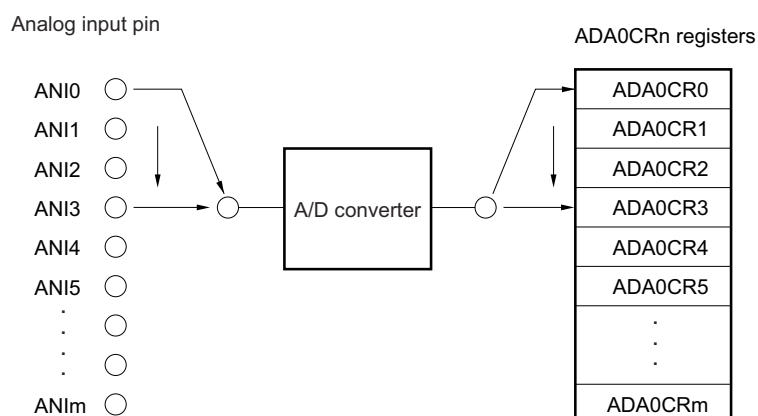 Analog input pin
ADA0CRn registers
ANI0
ANI1
ANI2
ANI3
ANI4
ANI5
.
.
.
.
ANIm
A/D converter
ADA0CR0
ADA0CR1
ADA0CR2
ADA0CR3
ADA0CR4
ADA0CR5
.
.
.
ADA0CRm